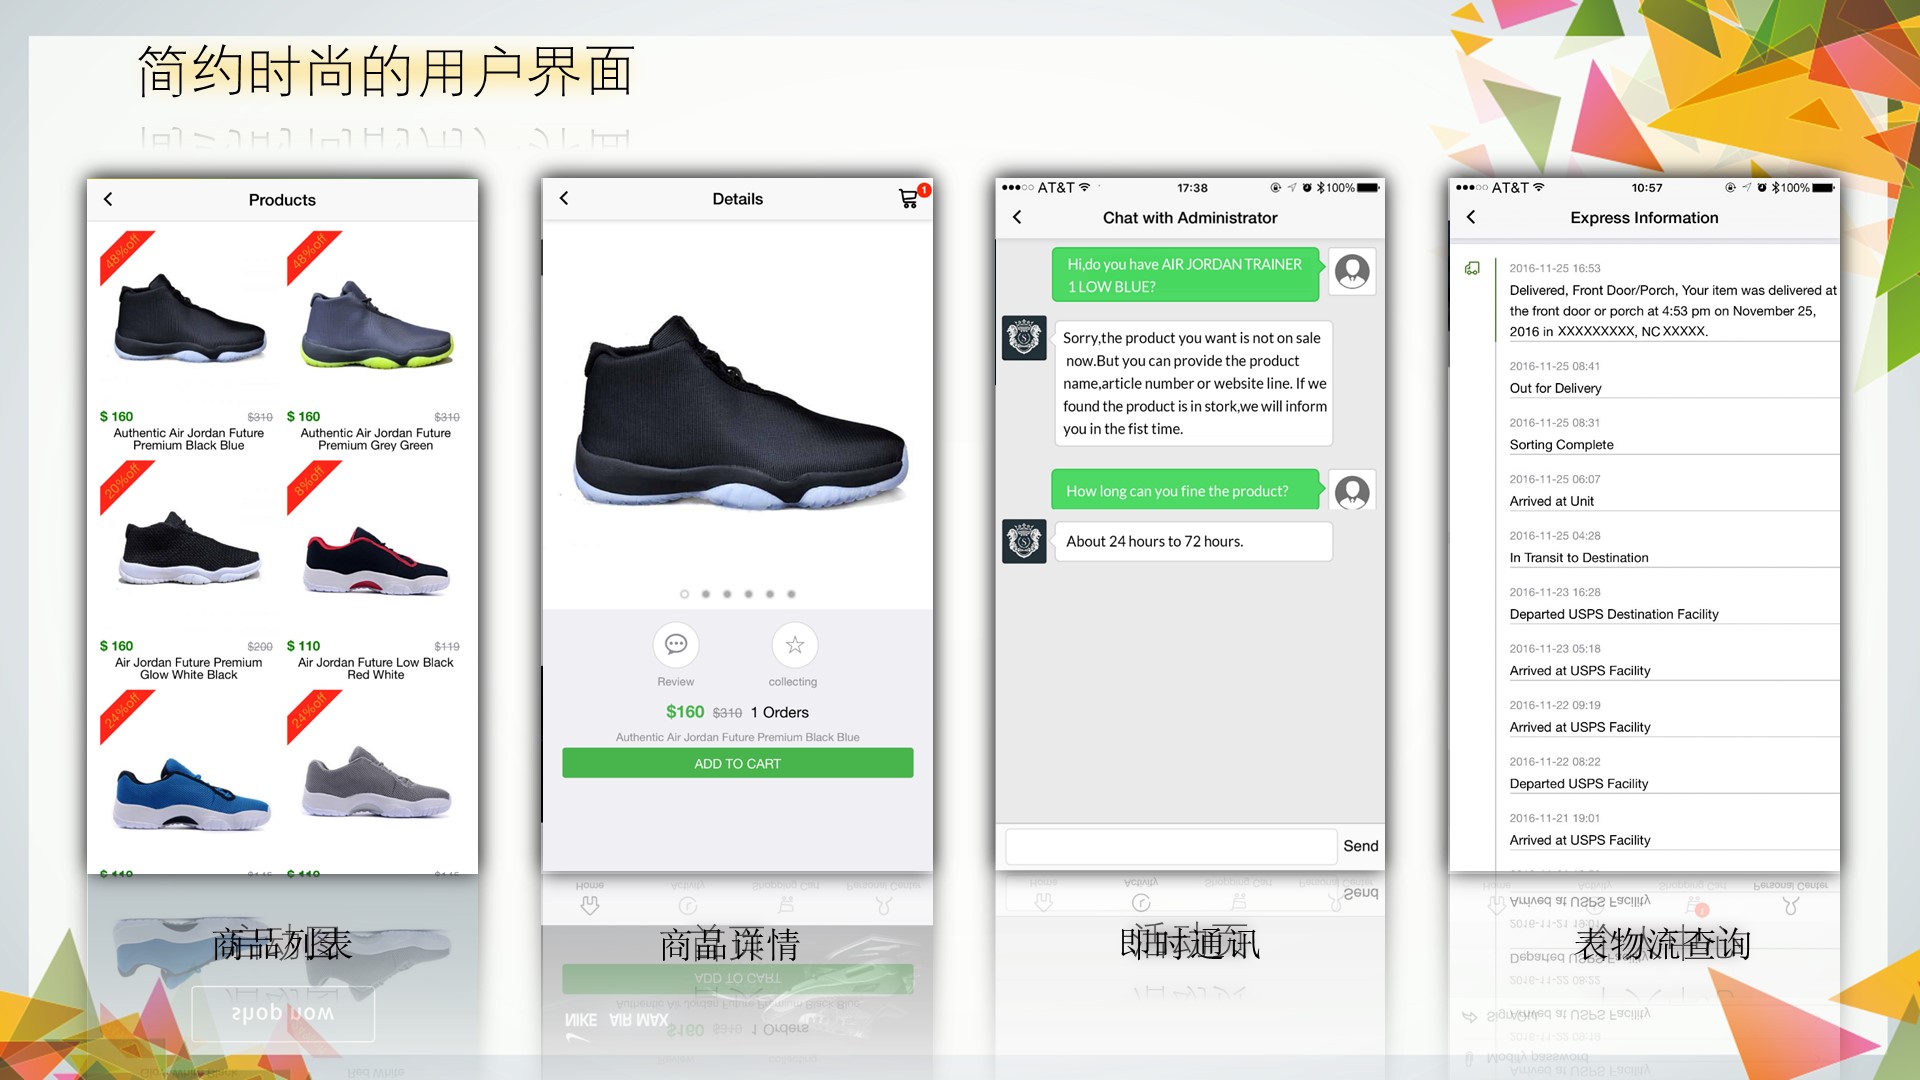 简约时尚的用户界面
Products
48%off
48%off
$ 160
$310
$ 160
$310
Authentic Air Jordan Future
Premium Black Blue
Authentic Air Jordan Future
Premium Grey Green
20%off
8%off
$ 160
$200
$ 110
$119
Air Jordan Future Premium
Glow White Black
Air Jordan Future Low Black
Red White
24%off
24%off
商品列表
shop now
Details
1
Review
collecting
$160 $310 1 Orders
Authentic Air Jordan Future Premium Black Blue
ADD TO CART
商品详情
NIKE AIR MAX
AT&T
17:38
100%
Chat with Administrator
Hi,do you have AIR JORDAN TRAINER
1 LOW BLUE?
Sorry,the product you want is not on sale
now.But you can provide the product
name,article number or website line. If we
found the product is in stork,we will inform
you in the fist time.
How long can you fine the product?
About 24 hours to 72 hours.
Send
即时通讯
AT&T
10:57
100%
Express Information
2016-11-25 16:53
Delivered, Front Door/Porch, Your item was delivered at
the front door or porch at 4:53 pm on November 25,
2016 in XXXXXXXXX, NC XXXXX.
2016-11-25 08:41
Out for Delivery
2016-11-25 08:31
Sorting Complete
2016-11-25 06:07
Arrived at Unit
2016-11-25 04:28
In Transit to Destination
2016-11-23 16:28
Departed USPS Destination Facility
2016-11-23 05:18
Arrived at USPS Facility
2016-11-22 09:19
Arrived at USPS Facility
2016-11-22 08:22
Departed USPS Facility
2016-11-21 19:01
Arrived at USPS Facility
表物流查询